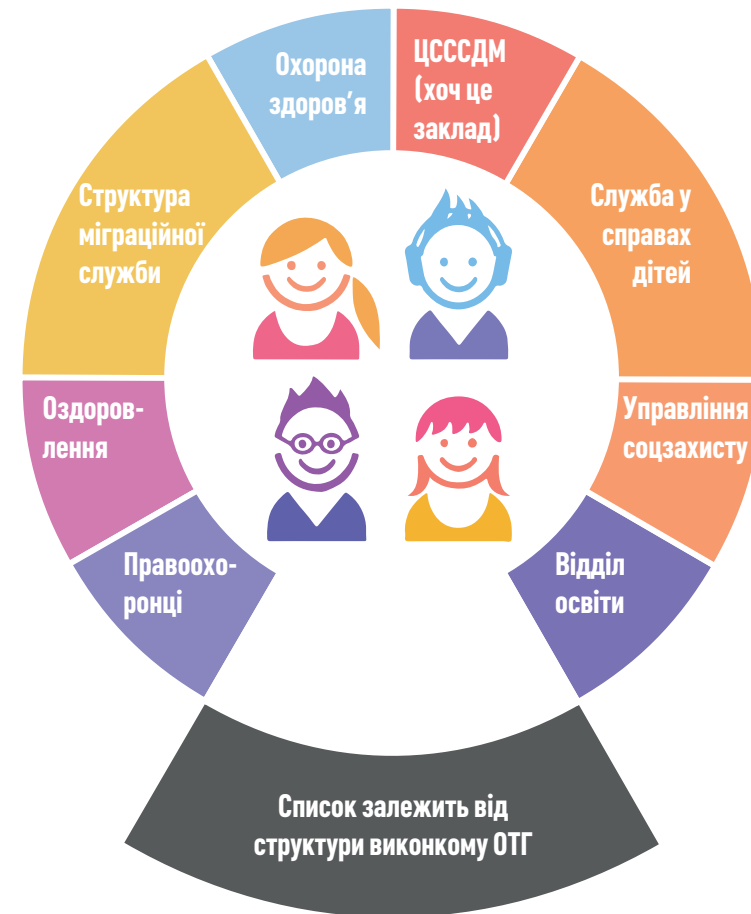 Охорона
здоров’я
ЦСССДМ
(хоч це
заклад)
Структура
міграційної
служби
Служба у
справах
дітей
Оздоров-
лення
Управління
соцзахисту
Правоохо-
ронці
Відділ
освіти
Список залежить від
структури виконкому ОТГ